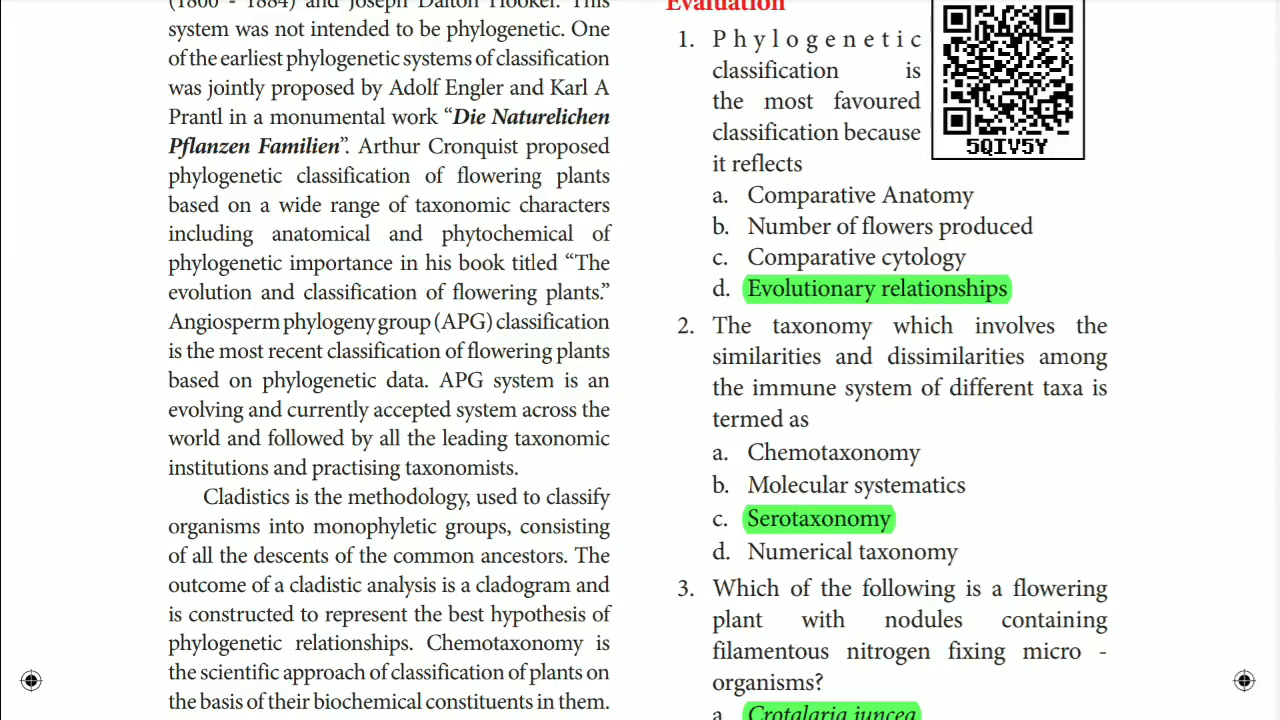 (1800 - 1884) and Joseph Dalton Hooker. This
system was not intended to be phylogenetic. One
of the earliest phylogenetic systems of classification
was jointly proposed by Adolf Engler and Karl A
Prantl in a monumental work “Die Naturelichen
Pflanzen Familien”. Arthur Cronquist proposed
phylogenetic classification of flowering plants
based on a wide range of taxonomic characters
including anatomical and phytochemical of
phylogenetic importance in his book titled “The
evolution and classification of flowering plants.”
Angiosperm phylogeny group (APG) classification
is the most recent classification of flowering plants
based on phylogenetic data. APG system is an
evolving and currently accepted system across the
world and followed by all the leading taxonomic
institutions and practising taxonomists.
Cladistics is the methodology, used to classify
organisms into monophyletic groups, consisting
of all the descents of the common ancestors. The
outcome of a cladistic analysis is a cladogram and
is constructed to represent the best hypothesis of
phylogenetic relationships. Chemotaxonomy is
the scientific approach of classification of plants on
the basis of their biochemical constituents in them.
Evaluation
1. Phylogenetic
classification is
the most favoured
classification because
it reflects
a. Comparative Anatomy
b. Number of flowers produced
c. Comparative cytology
d. Evolutionary relationships
5QIV5Y
2. The taxonomy which involves the
similarities and dissimilarities among
the immune system of different taxa is
termed as
a. Chemotaxonomy
b. Molecular systematics
c. Serotaxonomy
d. Numerical taxonomy
3. Which of the following is a flowering
plant with nodules containing
filamentous nitrogen fixing micro -
organisms?
a. Crotalaria juncea